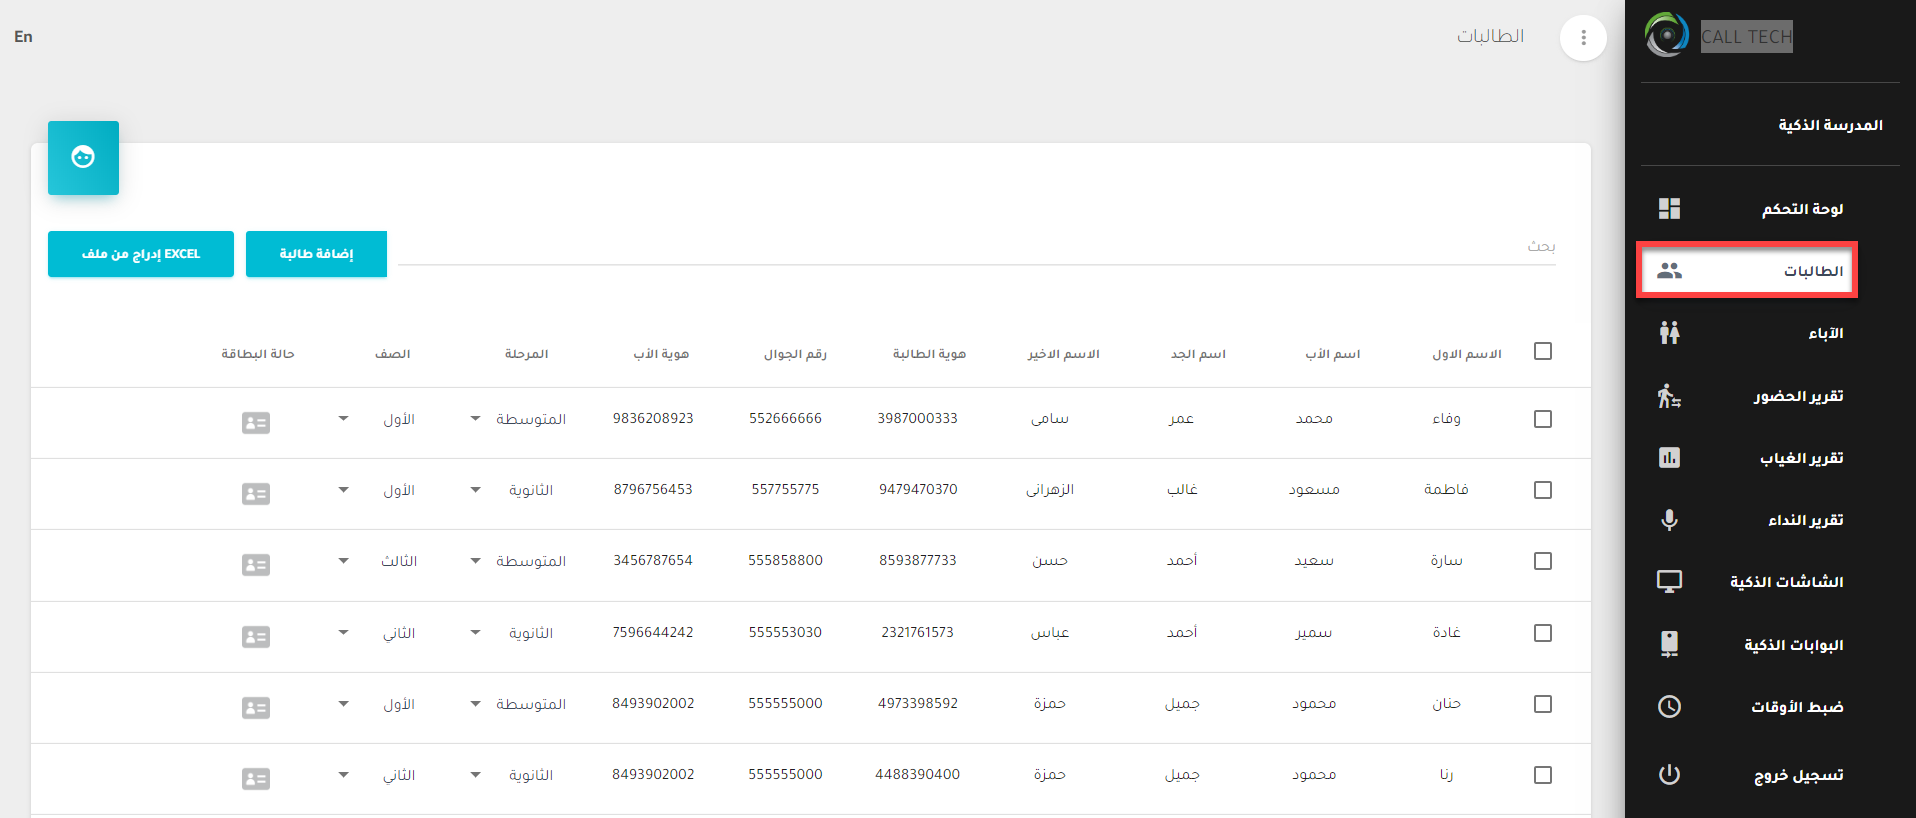 CALL TECH
المدرسة الذكية
لوحة التحكم
الطالبات
الآباء
تقرير الحضور
تقرير الغياب
تقرير النداء
الشاشات الذكية
البوابات الذكية
ضبط الأوقات
تسجيل خروج
الطالبات
En
بحث
إضافة طالبة
إدراج من ملف EXCEL
الاسم الاول اسم الأب اسم الجد الاسم الاخير هوية الطالبة رقم الجوال هوية الأب المرحلة الصف حالة البطاقة
وفاء محمد عمر سامى 3987000333 552666666 9836208923 المتوسطة الأول
فاطمة مسعود غالب الزهرانى 9479470370 557755775 8796756453 الثانوية الأول
سارة سعيد أحمد حسن 8593877733 555858800 3456787654 المتوسطة الثالث
غادة سمير أحمد عباس 2321761573 555553030 7596644242 الثانوية الثاني
حنان محمود جميل حمزة 4973398592 555555000 8493902002 المتوسطة الأول
رنا محمود جميل حمزة 4488390400 555555000 8493902002 الثانوية الثاني